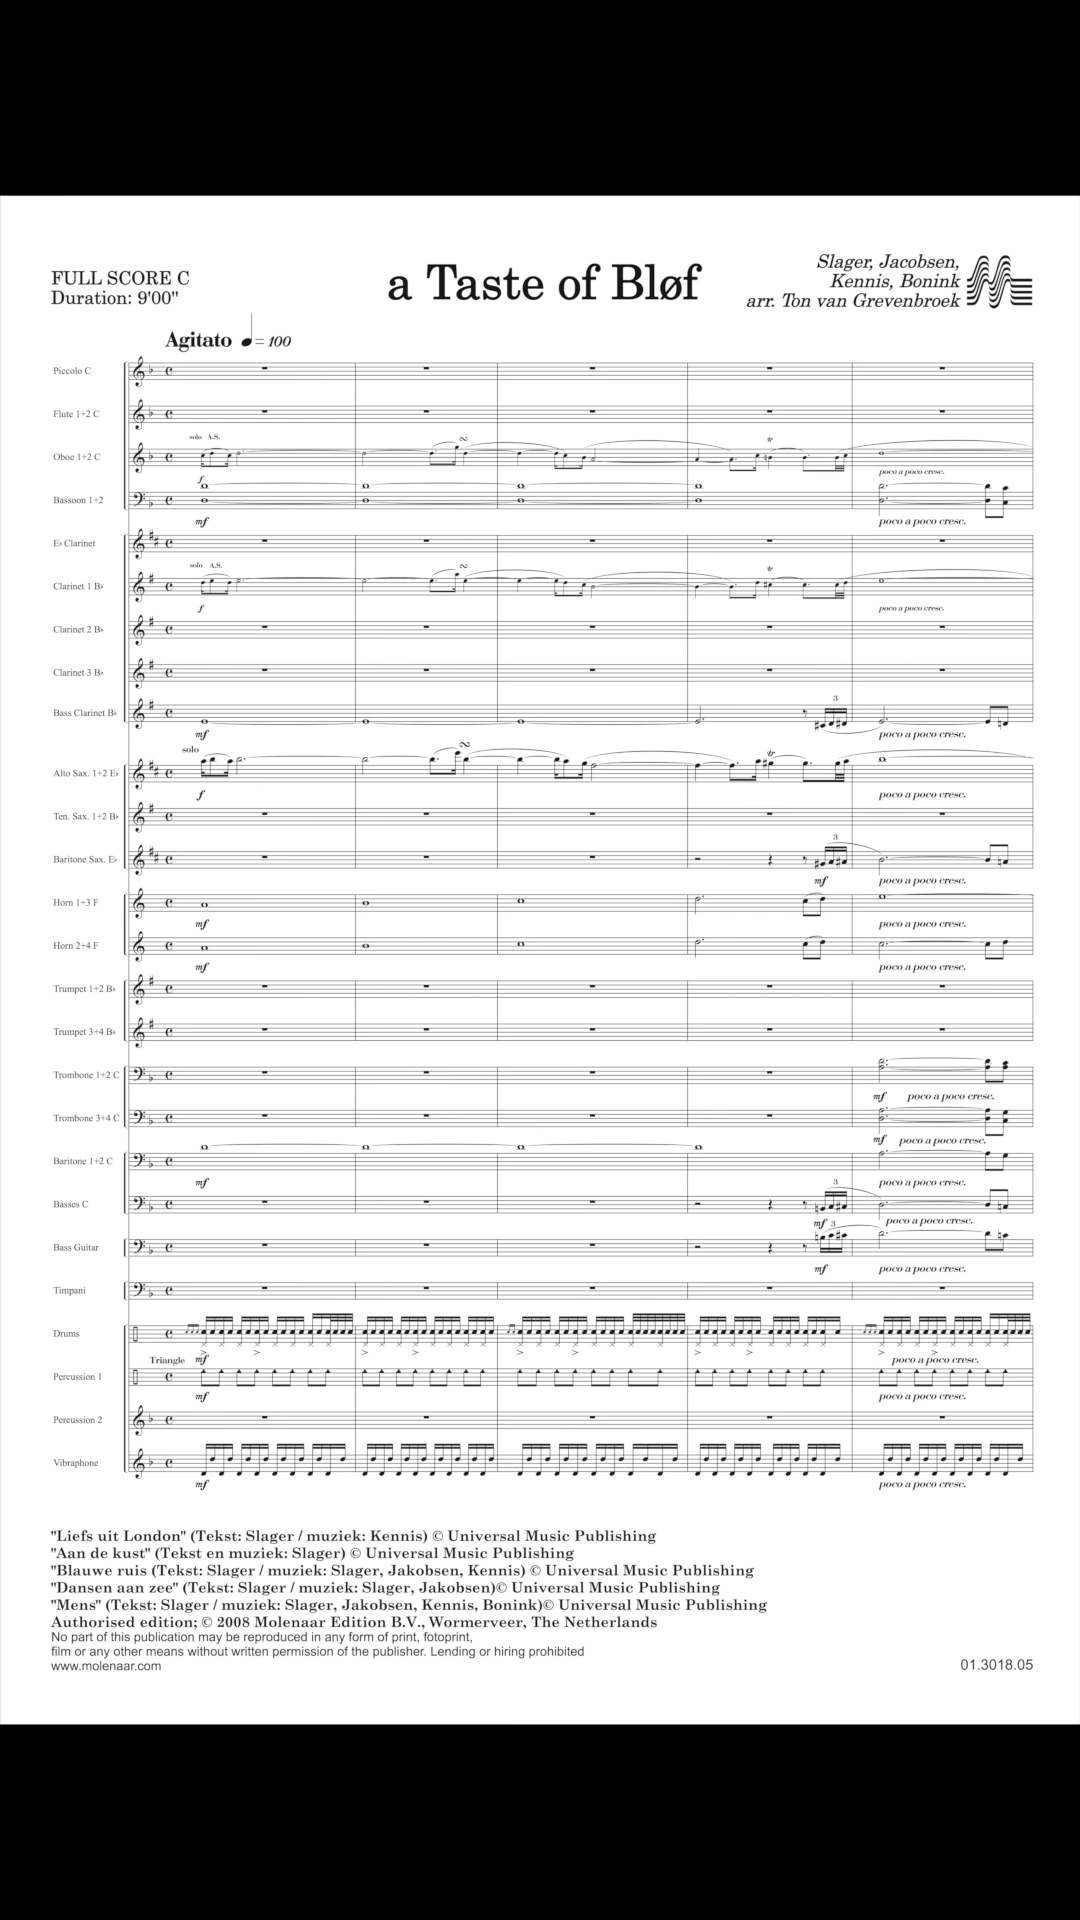 FULL SCORE C
Duration: 9'00"
a Taste of Bløf
Slager, Jacobsen,
Kennis, Bonink
arr. Ton van Grevenbroek
Agitato ♩ = 100
Piccolo C
Flute 1+2 C
solo A.S.
Oboe 1+2 C
f
poco a poco cresc.
Bassoon 1+2
mf
poco a poco cresc.
E♭ Clarinet
solo A.S.
Clarinet 1 B♭
f
poco a poco cresc.
Clarinet 2 B♭
Clarinet 3 B♭
3
Bass Clarinet B♭
mf
poco a poco cresc.
solo
tr
Alto Sax. 1+2 E♭
f
poco a poco cresc.
Ten. Sax. 1+2 B♭
3
Baritone Sax. E♭
mf
poco a poco cresc.
Horn 1+3 F
mf
poco a poco cresc.
Horn 2+4 F
mf
poco a poco cresc.
Trumpet 1+2 B♭
Trumpet 3+4 B♭
Trombone 1+2 C
mf poco a poco cresc.
Trombone 3+4 C
mf poco a poco cresc.
Baritone 1+2 C
mf
poco a poco cresc.
3
Basses C
mf
poco a poco cresc.
3
Bass Guitar
mf
poco a poco cresc.
Timpani
Drums
mf
poco a poco cresc.
Triangle
Percussion 1
mf
poco a poco cresc.
Percussion 2
Vibraphone
mf
poco a poco cresc.
"Liefs uit London" (Tekst: Slager / muziek: Kennis) © Universal Music Publishing
"Aan de kust" (Tekst en muziek: Slager) © Universal Music Publishing
"Blauwe ruis (Tekst: Slager / muziek: Slager, Jakobsen, Kennis) © Universal Music Publishing
"Dansen aan zee" (Tekst: Slager / muziek: Slager, Jakobsen)© Universal Music Publishing
"Mens" (Tekst: Slager / muziek: Slager, Jakobsen, Kennis, Bonink)© Universal Music Publishing
Authorised edition; © 2008 Molenaar Edition B.V., Wormerveer, The Netherlands
No part of this publication may be reproduced in any form of print, fotoprint,
film or any other means without written permission of the publisher. Lending or hiring prohibited
www.molenaar.com
01.3018.05